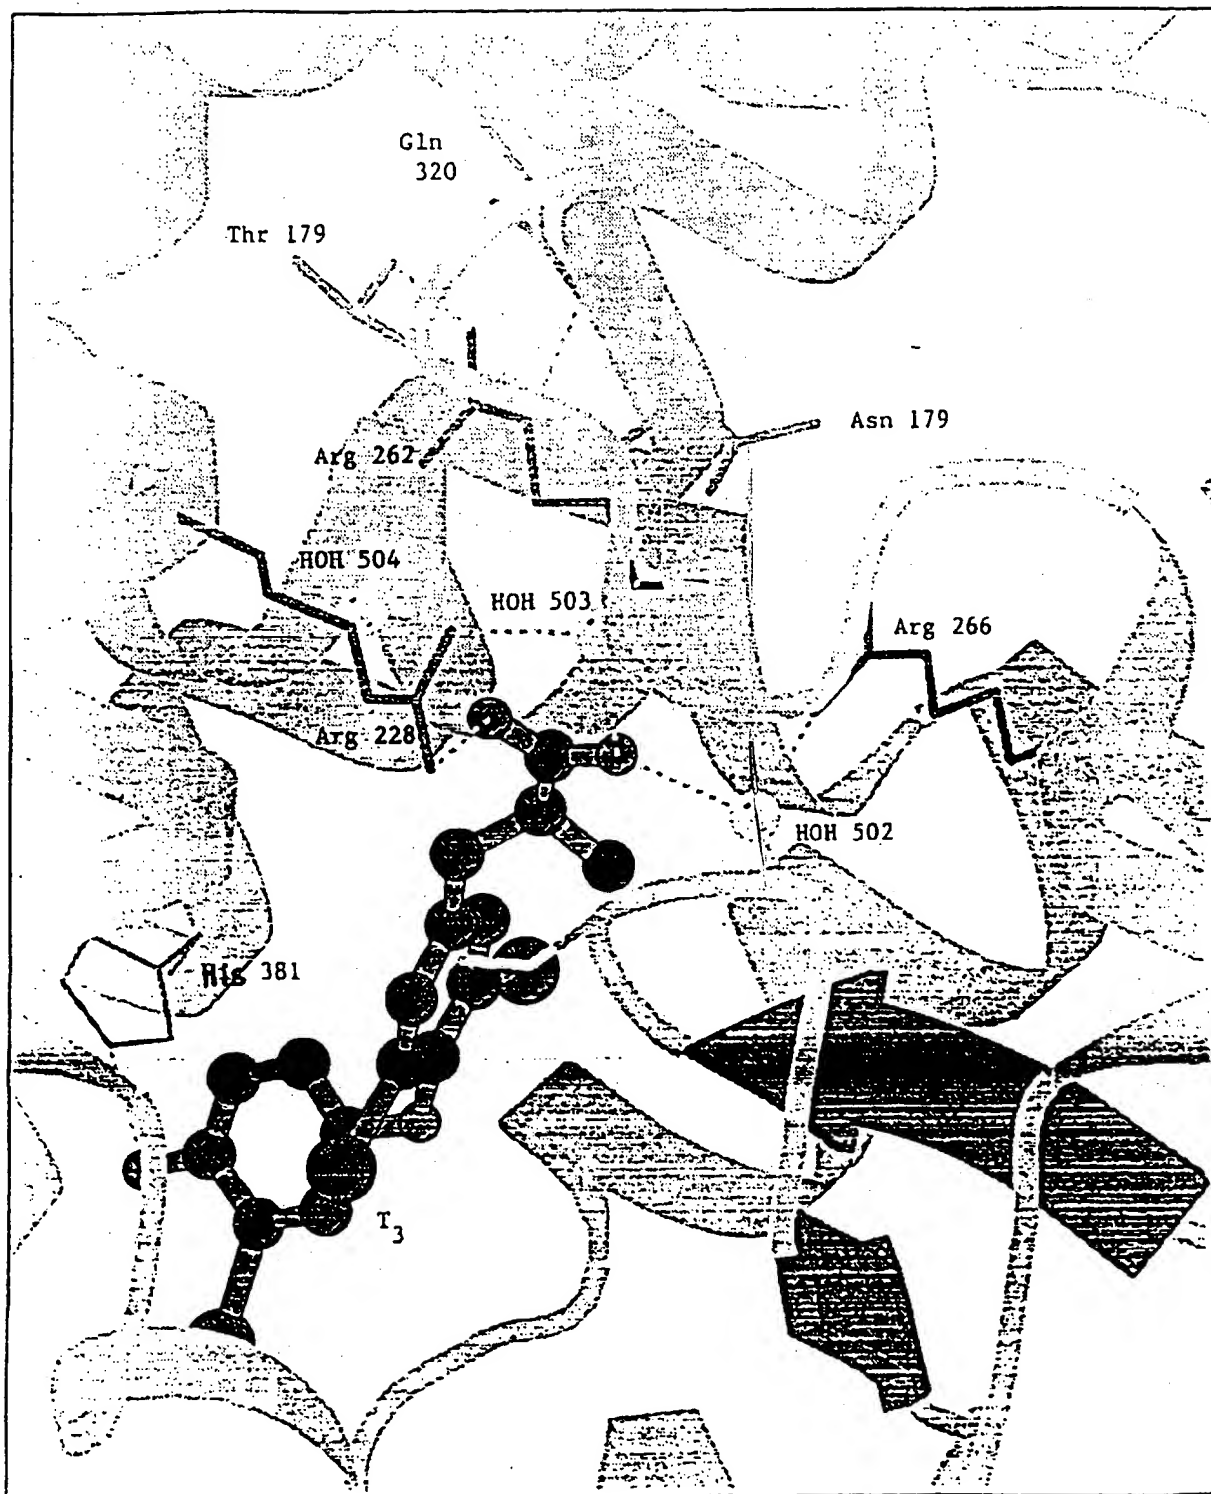 Gln
320
Thr 179
Asn 179
Arg 262
HOH 504
HOH 503
Arg 266
Arg 228
HOH 502
His 381
T3